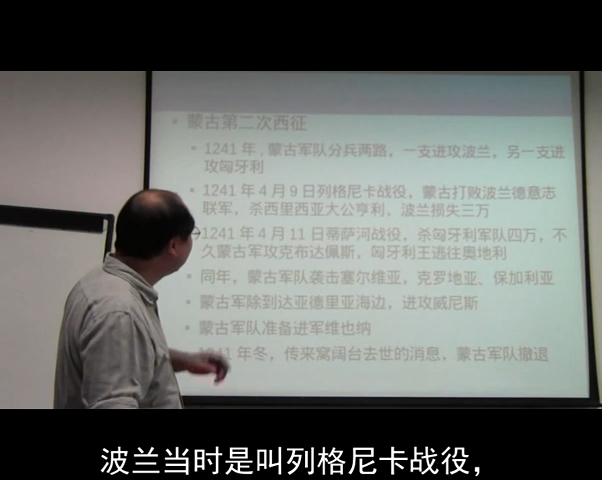 蒙古第二次西征
1241 年 , 蒙古军队分兵两路，一支进攻波兰，另一支进
攻匈牙利
1241 年 4 月 9 日列格尼卡战役，蒙古打败波兰德意志
联军，杀西里西亚大公亨利，波兰损失三万
1241 年 4 月 11 日蒂萨河战役，杀匈牙利军队四万，不
久蒙古军攻克布达佩斯，匈牙利王逃往奥地利
同年，蒙古军队袭击塞尔维亚，克罗地亚、保加利亚
蒙古军除到达亚德里亚海边，进攻威尼斯
蒙古军队准备进军维也纳
1241 年冬，传来窝阔台去世的消息，蒙古军队撤退
波兰当时是叫列格尼卡战役，